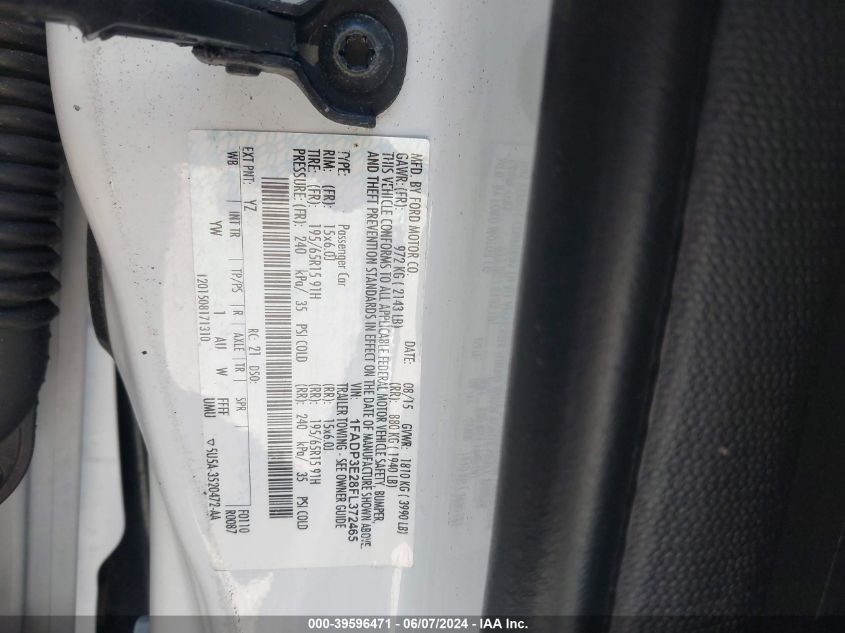 MFD. BY FORD MOTOR CO.
DATE: 08/15 GVWR: 1810 KG ( 3990 LB)
GAWR: (FR) 972 KG ( 2143 LB) (RR) 880 KG ( 1940 LB)
THIS VEHICLE CONFORMS TO ALL APPLICABLE FEDERAL MOTOR VEHICLE SAFETY, BUMPER,
AND THEFT PREVENTION STANDARDS IN EFFECT ON THE DATE OF MANUFACTURE SHOWN ABOVE.
VIN: 1FADP3E28FL372465
TYPE: Passenger Car TRAILER TOWING - SEE OWNER GUIDE
RIM: (FR): 15x6.0J (RR): 15x6.0J
TIRE: (FR): 195/65R15 91H (RR): 195/65R15 91H
PRESSURE: (FR): 240 kPa/ 35 PSI COLD (RR): 240 kPa/ 35 PSI COLD
EXT PNT: YZ RC: 21 DSO: F0110
WB INT TR TP/PS R AXLE TR SPR R0087
YW 1 AU W FFFF UMU
1201508171310 ▽ 5U5A-3520472-AA
000-39596471 - 06/07/2024 - IAA Inc.